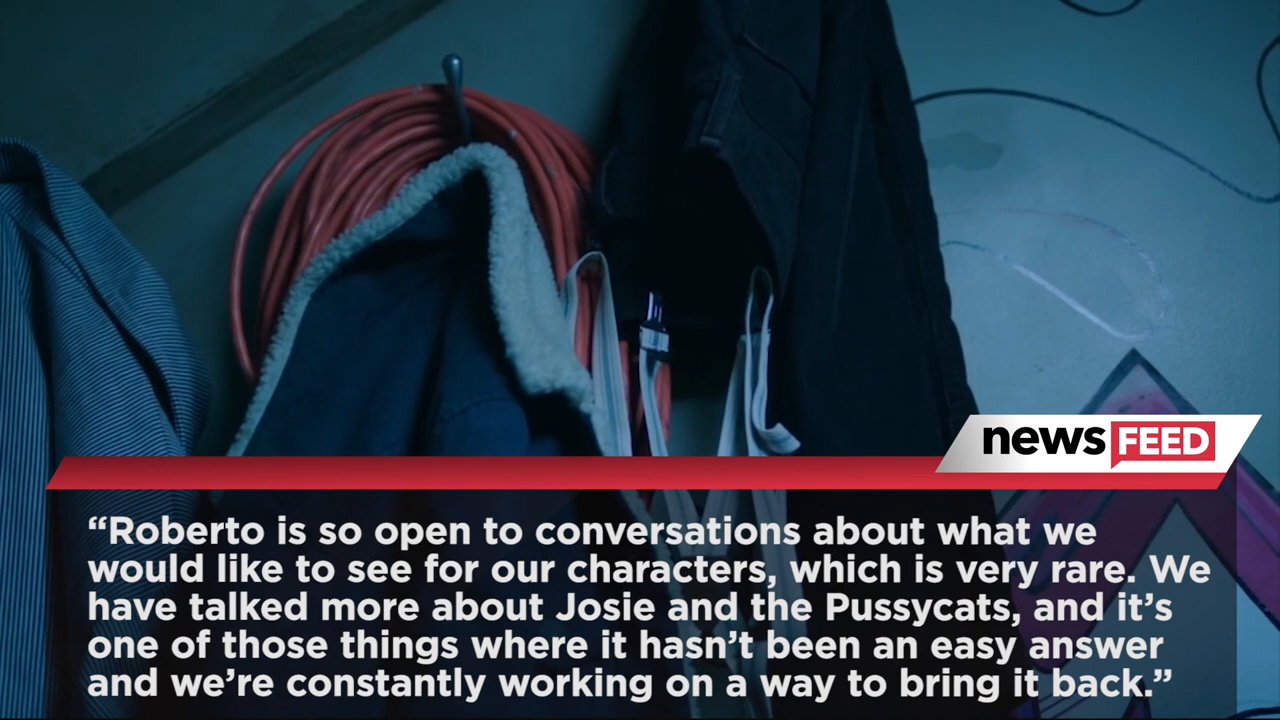 newsFEED
“Roberto is so open to conversations about what we
would like to see for our characters, which is very rare. We
have talked more about Josie and the Pussycats, and it’s
one of those things where it hasn’t been an easy answer
and we’re constantly working on a way to bring it back.”